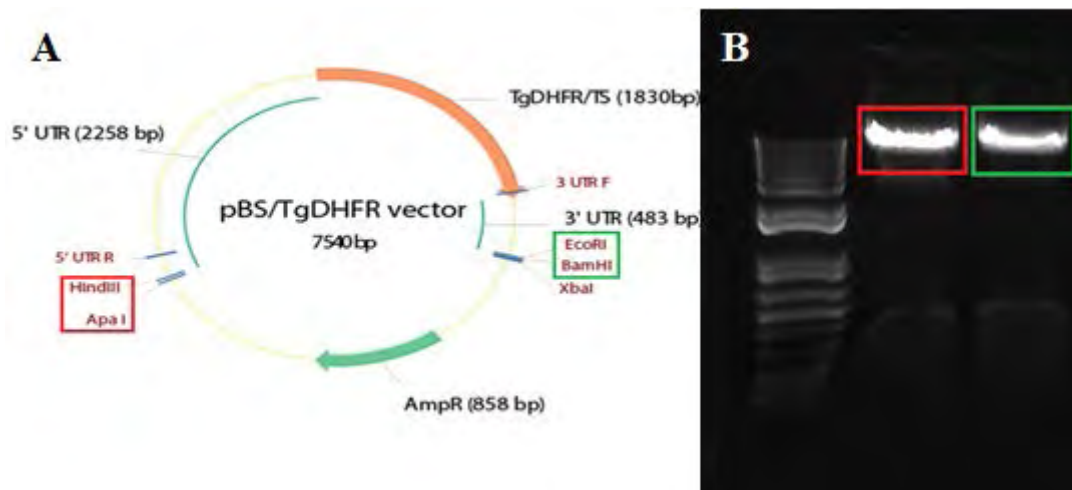 A
B
TgDHFR/TS (1830bp)
5' UTR (2258 bp)
3 UTR F
pBS/TgDHFR vector
7540bp
3' UTR (483 bp)
EcoRI
BamHI
XbaI
5' UTR R
HindIII
Apa I
AmpR (858 bp)